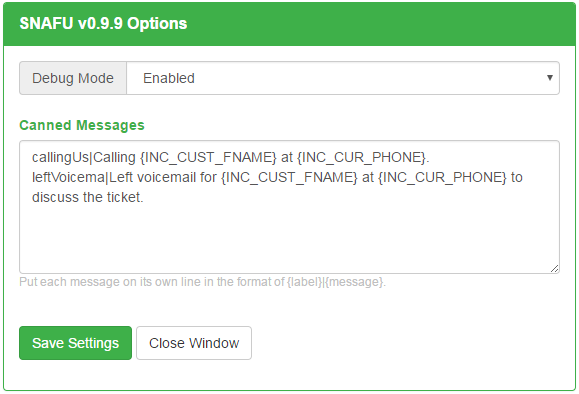 SNAFU v0.9.9 Options
Debug Mode Enabled
Canned Messages
callingUs|Calling {INC_CUST_FNAME} at {INC_CUR_PHONE}.
leftVoicema|Left voicemail for {INC_CUST_FNAME} at {INC_CUR_PHONE} to
discuss the ticket.
Put each message on its own line in the format of {label}|{message}.
Save Settings Close Window